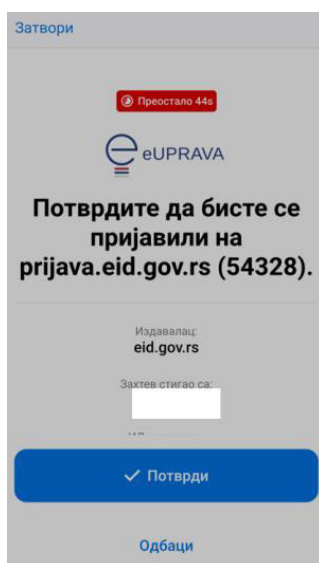 Затвори
Преостало 44s
eUPRAVA
Потврдите да бисте се
пријавили на
prijava.eid.gov.rs (54328).
Издавалац:
eid.gov.rs
Захтев стигао са:
Потврди
Одбаци